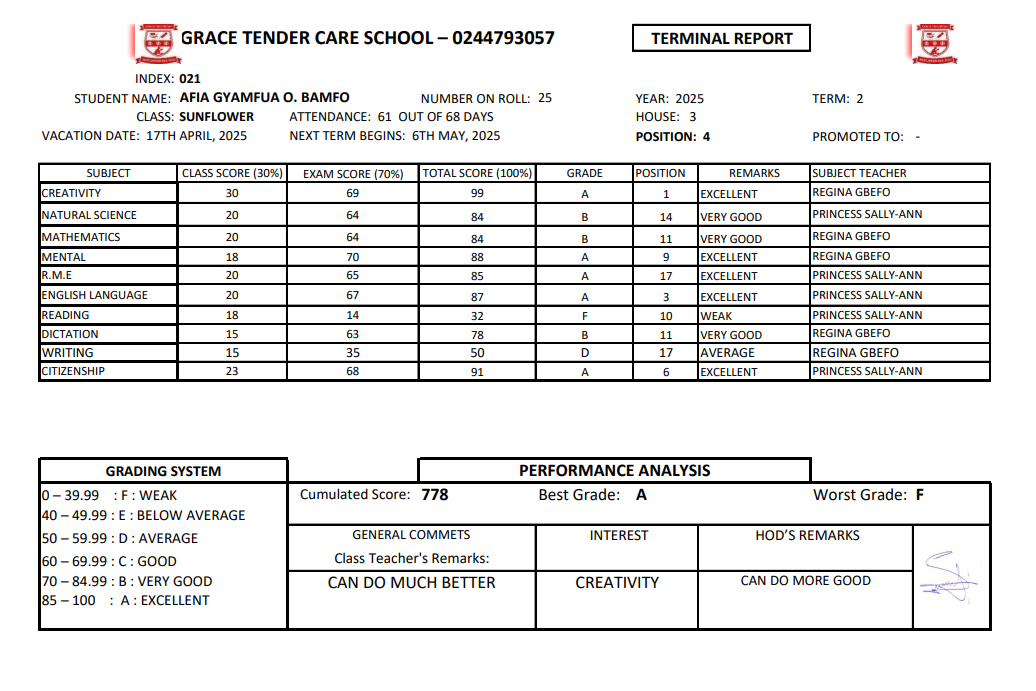 GRACE TENDER CARE SCHOOL – 0244793057 TERMINAL REPORT
INDEX: 021
STUDENT NAME: AFIA GYAMFUA O. BAMFO NUMBER ON ROLL: 25 YEAR: 2025 TERM: 2
CLASS: SUNFLOWER ATTENDANCE: 61 OUT OF 68 DAYS HOUSE: 3
VACATION DATE: 17TH APRIL, 2025 NEXT TERM BEGINS: 6TH MAY, 2025 POSITION: 4 PROMOTED TO: -
SUBJECT CLASS SCORE (30%) EXAM SCORE (70%) TOTAL SCORE (100%) GRADE POSITION REMARKS SUBJECT TEACHER
CREATIVITY 30 69 99 A 1 EXCELLENT REGINA GBEFO
NATURAL SCIENCE 20 64 84 B 14 VERY GOOD PRINCESS SALLY-ANN
MATHEMATICS 20 64 84 B 11 VERY GOOD REGINA GBEFO
MENTAL 18 70 88 A 9 EXCELLENT REGINA GBEFO
R.M.E 20 65 85 A 17 EXCELLENT PRINCESS SALLY-ANN
ENGLISH LANGUAGE 20 67 87 A 3 EXCELLENT PRINCESS SALLY-ANN
READING 18 14 32 F 10 WEAK PRINCESS SALLY-ANN
DICTATION 15 63 78 B 11 VERY GOOD REGINA GBEFO
WRITING 15 35 50 D 17 AVERAGE REGINA GBEFO
CITIZENSHIP 23 68 91 A 6 EXCELLENT PRINCESS SALLY-ANN
GRADING SYSTEM
0 – 39.99 : F : WEAK
40 – 49.99 : E : BELOW AVERAGE
50 – 59.99 : D : AVERAGE
60 – 69.99 : C : GOOD
70 – 84.99 : B : VERY GOOD
85 – 100 : A : EXCELLENT
PERFORMANCE ANALYSIS
Cumulated Score: 778 Best Grade: A Worst Grade: F
GENERAL COMMETS INTEREST HOD'S REMARKS
Class Teacher's Remarks:
CAN DO MUCH BETTER CREATIVITY CAN DO MORE GOOD